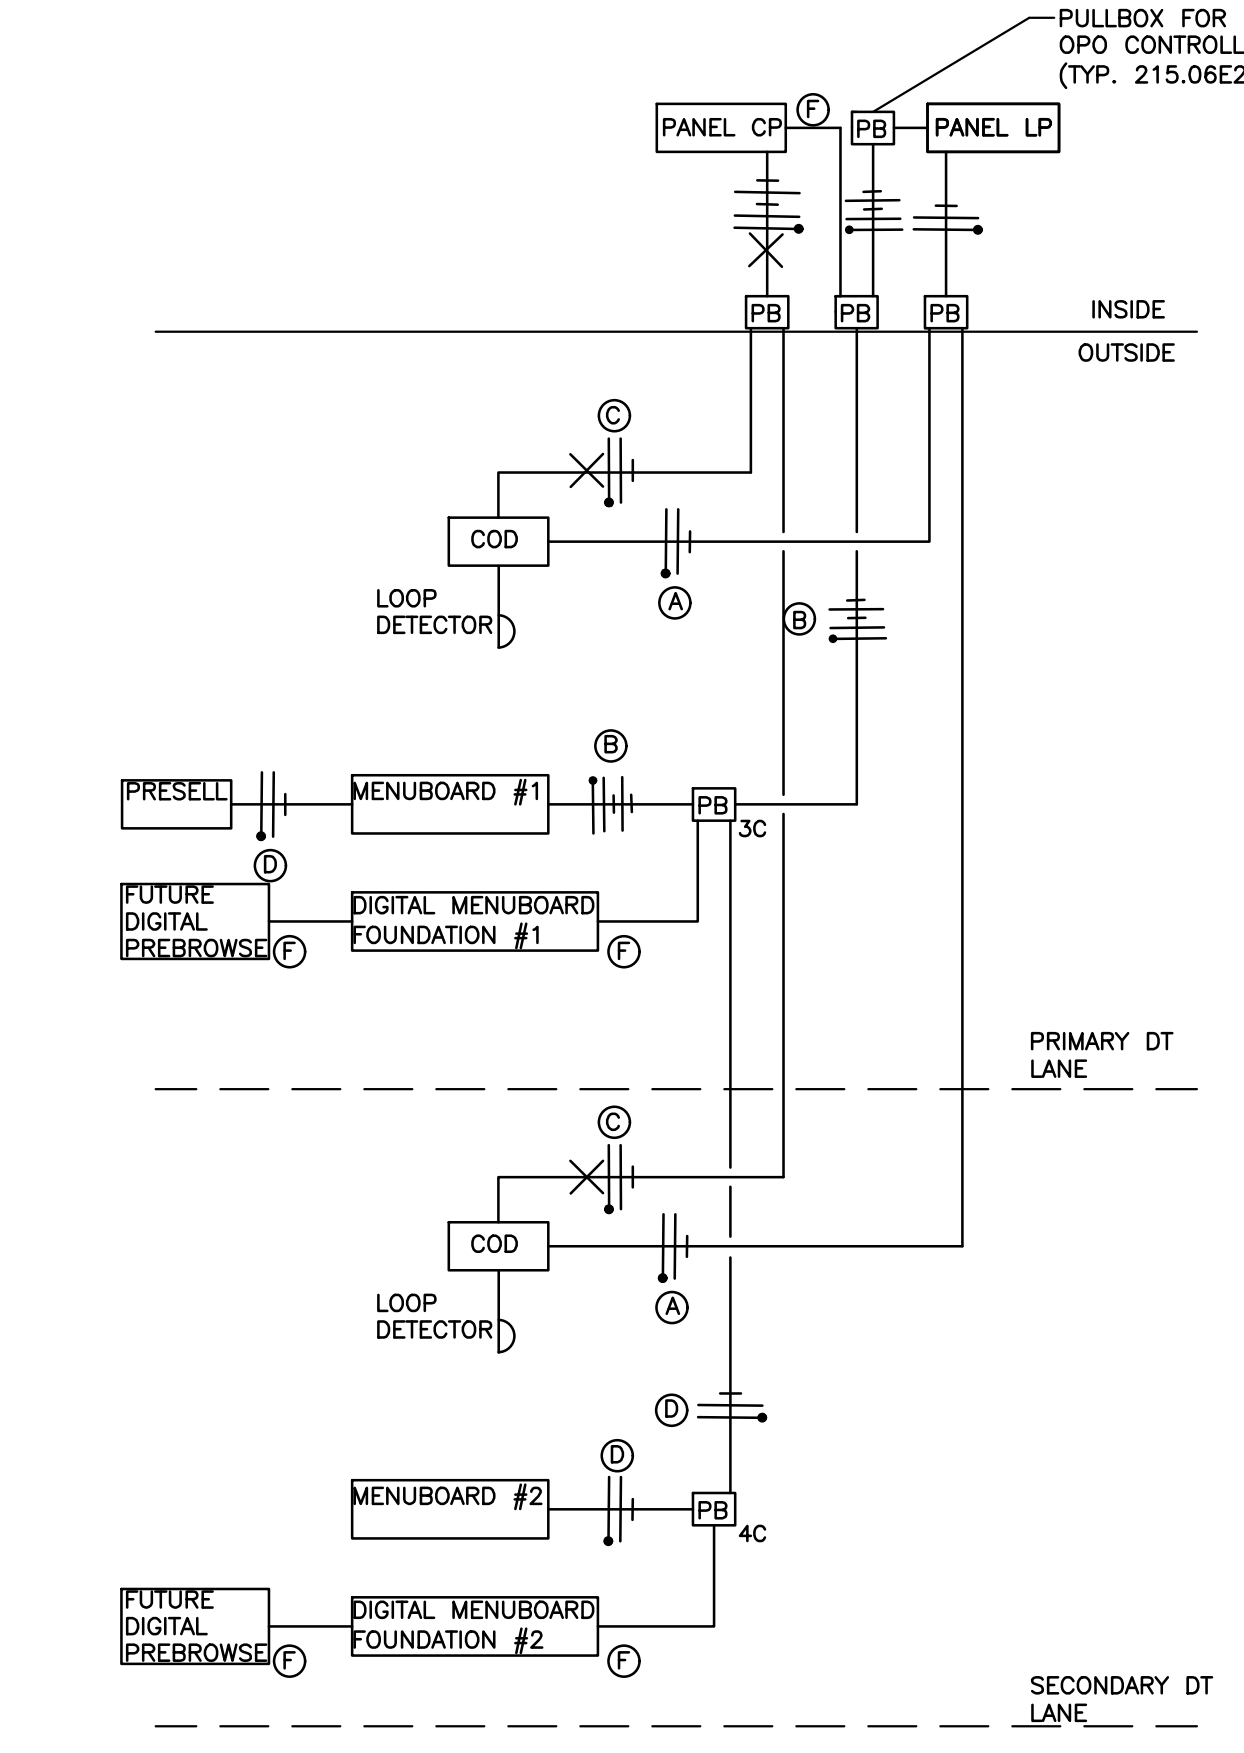 PULLBOX FOR
OPO CONTROLL
(TYP. 215.06E2
PANEL CP
F
PB
PANEL LP
PB
PB
PB
INSIDE
OUTSIDE
C
COD
A
LOOP
DETECTOR
B
B
PRESELL
MENUBOARD #1
PB
3C
D
FUTURE
DIGITAL
PREBROWSE
F
DIGITAL MENUBOARD
FOUNDATION #1
F
PRIMARY DT
LANE
C
COD
A
LOOP
DETECTOR
D
D
MENUBOARD #2
PB
4C
FUTURE
DIGITAL
PREBROWSE
F
DIGITAL MENUBOARD
FOUNDATION #2
F
SECONDARY DT
LANE